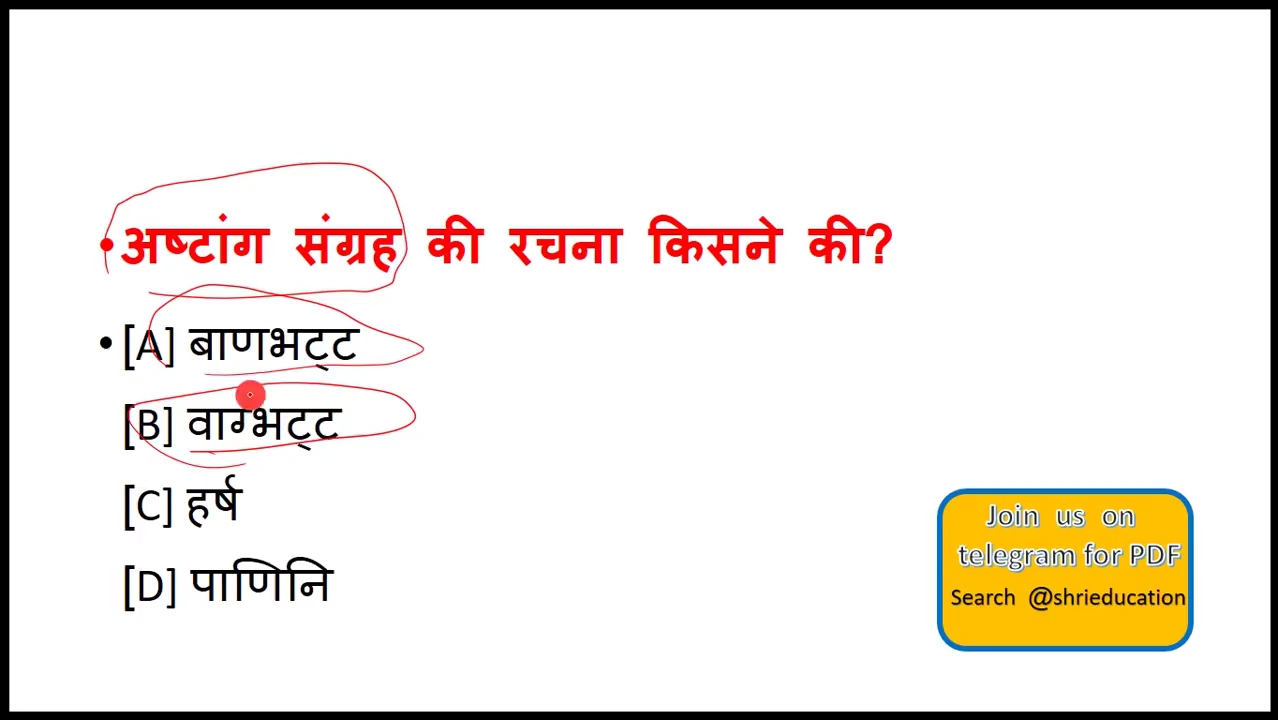 •अष्टांग संग्रह की रचना किसने की?
• [A] बाणभट्ट
[B] वाग्भट्ट
[C] हर्ष
[D] पाणिनि
Join us on
telegram for PDF
Search @shrieducation